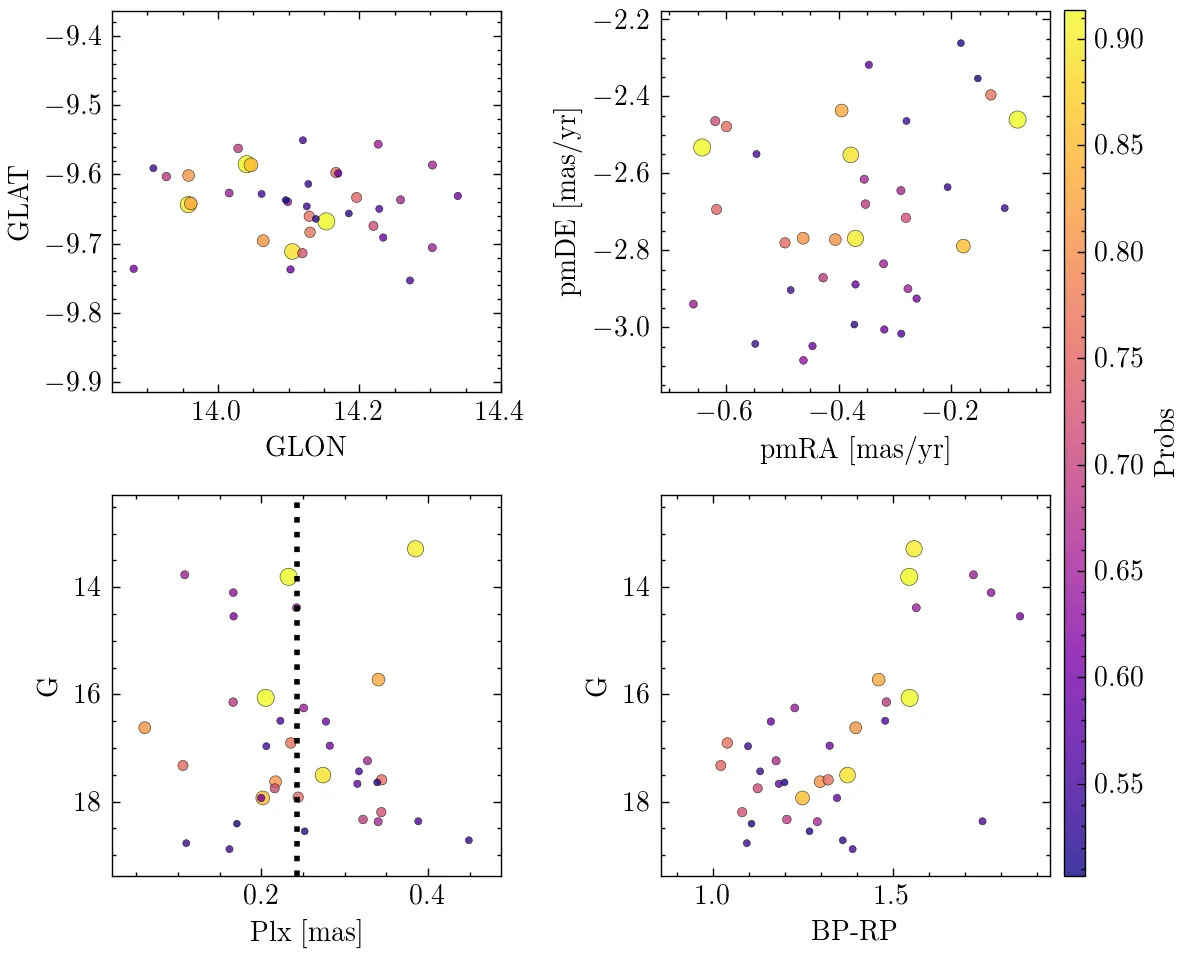 −9.4
−9.5
−9.6
−9.7
−9.8
−9.9
GLAT
14.0 14.2 14.4
GLON
−2.2
−2.4
−2.6
−2.8
−3.0
pmDE [mas/yr]
−0.6 −0.4 −0.2
pmRA [mas/yr]
0.90
0.85
0.80
0.75
0.70
0.65
0.60
0.55
Probs
14
16
18
G
0.2 0.4
Plx [mas]
14
16
18
G
1.0 1.5
BP-RP